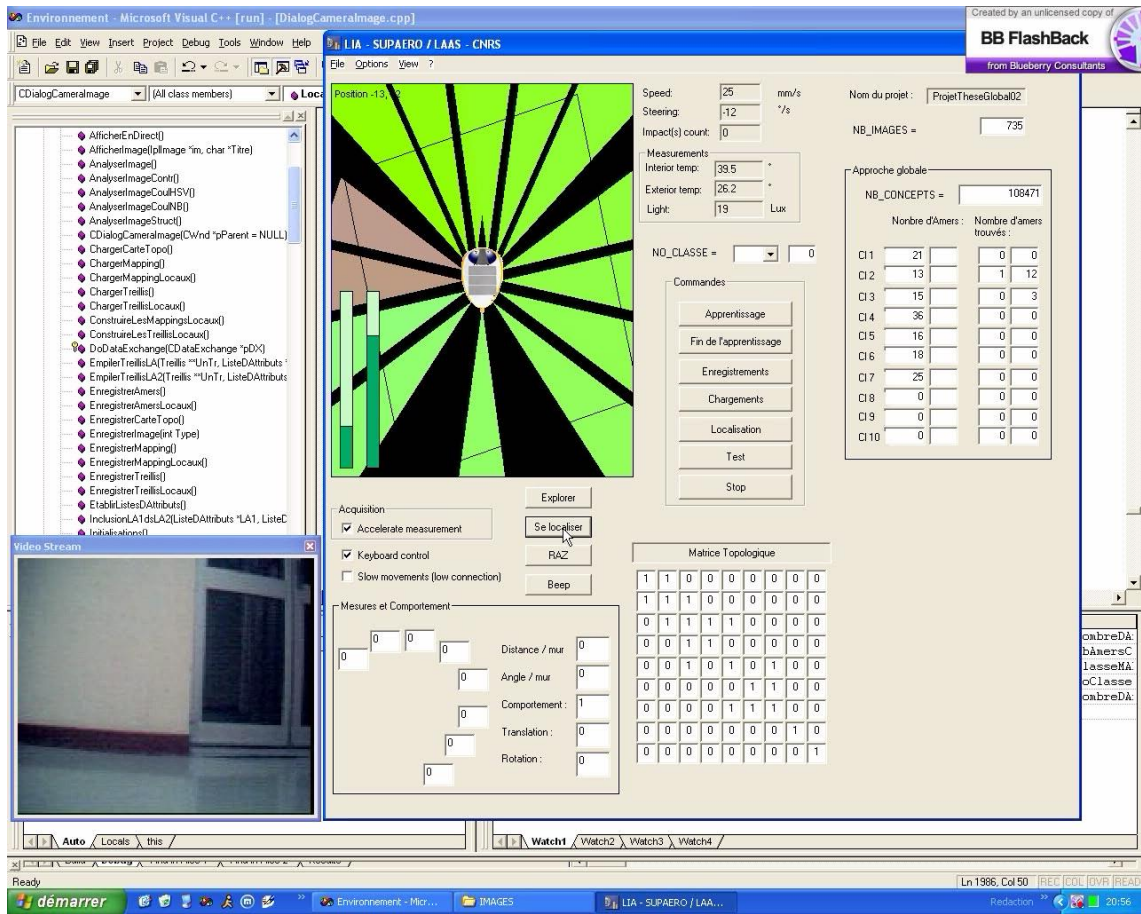 Environnement - Microsoft Visual C++ [run] - [DialogCameraImage.cpp]
Created by an unlicensed copy of
BB FlashBack
from Blueberry Consultants
File Edit View Insert Project Debug Tools Window Help
CDialogCameraImage
(All class members)
Loca
AfficherEnDirect()
AfficherImage(IplImage *im, char *Titre)
AnalyserImage()
AnalyserImageContr()
AnalyserImageCoulHSV()
AnalyserImageCoulNB()
AnalyserImageStruct()
CDialogCameraImage(CWnd *pParent = NULL)
ChargerCarteTopo()
ChargerMapping()
ChargerMappingLocaux()
ChargerTreillis()
ChargerTreillisLocaux()
ConstruireLesMappingsLocaux()
ConstruireLesTreillisLocaux()
DoDataExchange(CDataExchange *pDX)
EmpilerTreillisLA(Treillis **UnTr, ListeDAttributs *
EmpilerTreillisLA2(Treillis **UnTr, ListeDAttributs
EnregistrerAmers()
EnregistrerAmersLocaux()
EnregistrerCarteTopo()
EnregistrerImage(int Type)
EnregistrerMapping()
EnregistrerMappingLocaux()
EnregistrerTreillis()
EnregistrerTreillisLocaux()
EtablirListesDAttributs()
InclusionLA1dsLA2(ListeDAttributs *LA1, ListeD
Initialisations()
Video Stream
LIA - SUPAERO / LAAS - CNRS
File Options View ?
Speed: 25 mm/s
Steering: -12 °/s
Impact(s) count: 0
Measurements
Interior temp: 39.5 °
Exterior temp: 26.2 °
Light: 19 Lux
NO_CLASSE = 0
Commandes
Apprentissage
Fin de l'apprentissage
Enregistrements
Chargements
Localisation
Test
Stop
Nom du projet : ProjetTheseGlobal02
NB_IMAGES = 735
Approche globale
NB_CONCEPTS = 108471
Nonbre d'Amers : Nombre d'amers
trouvés :
Cl 1 21 0 0
Cl 2 13 1 12
Cl 3 15 0 3
Cl 4 36 0 0
Cl 5 16 0 0
Cl 6 18 0 0
Cl 7 25 0 0
Cl 8 0 0 0
Cl 9 0 0 0
Cl 10 0 0 0
Acquisition
Accelerate measurement
Keyboard control
Slow movements (low connection)
Explorer
Se localiser
RAZ
Beep
Mesures et Comportement
0 0 0 0 0 0 0 0
Distance / mur 0
Angle / mur 0
Comportement : 1
Translation : 0
Rotation : 0
Matrice Topologique
1 1 0 0 0 0 0 0 0
1 1 1 0 0 0 0 0 0
0 1 1 1 0 0 0 0 0
0 0 1 1 0 0 0 0 0
0 0 0 1 0 1 0 1 0 0
0 0 0 0 0 1 1 0 0
0 0 0 0 1 1 1 0 0
0 0 0 0 0 0 0 1 0
0 0 0 0 0 0 0 0 1
ombreDA:
bAmersC
lasseMA
oClasse
ombreDA:
Auto Locals this
Watch1 Watch2 Watch3 Watch4
Ready
Ln 1986, Col 50 REC COL OVR READ
démarrer
Environnement - Micr...
IMAGES
LIA - SUPAERO / LAA...
Redaction
20:56